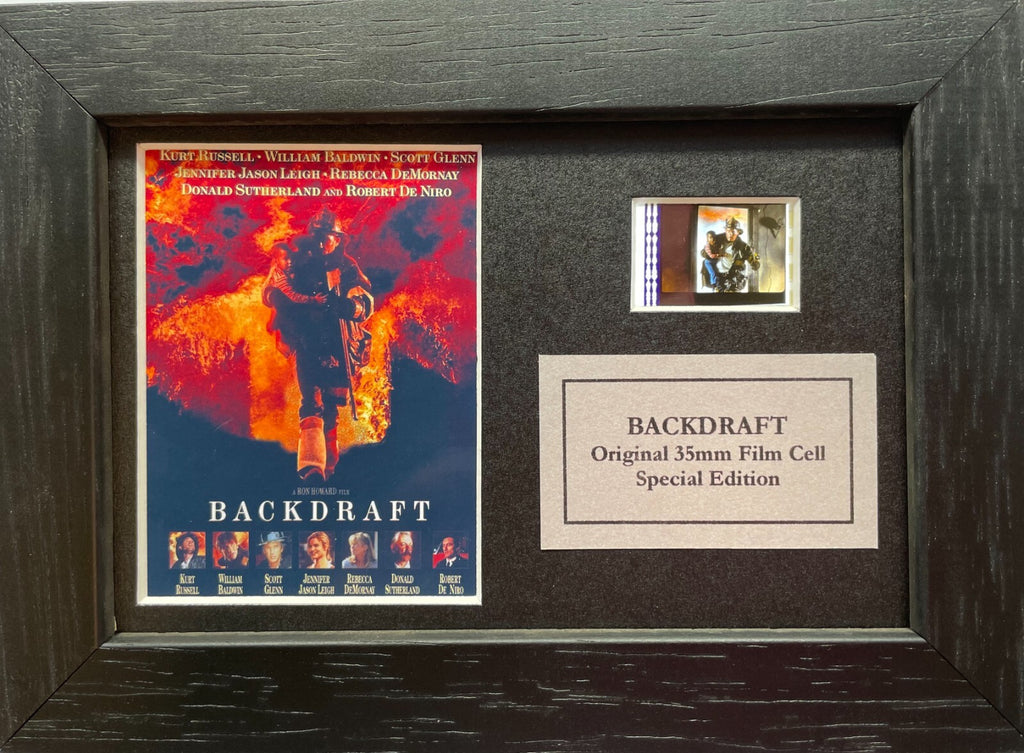 KURT RUSSELL · WILLIAM BALDWIN · SCOTT GLENN
JENNIFER JASON LEIGH · REBECCA DEMORNAY
DONALD SUTHERLAND AND ROBERT DE NIRO
A RON HOWARD FILM
BACKDRAFT
KURT RUSSELL
WILLIAM BALDWIN
SCOTT GLENN
JENNIFER JASON LEIGH
REBECCA DEMORNAY
DONALD SUTHERLAND
ROBERT DE NIRO
BACKDRAFT
Original 35mm Film Cell
Special Edition